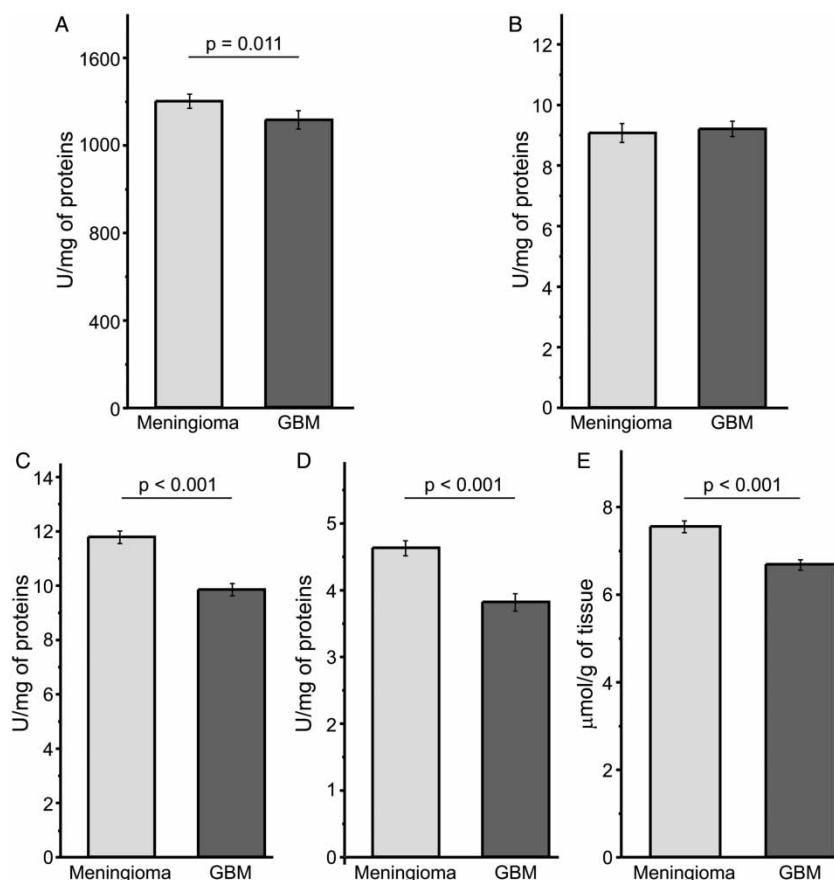 A
p = 0.011
U/mg of proteins
1600
1000
800
400
0
Meningioma GBM
B
U/mg of proteins
12
10
8
6
4
2
0
Meningioma GBM
C
p < 0.001
U/mg of proteins
14
12
10
8
6
4
2
0
Meningioma GBM
D
p < 0.001
U/mg of proteins
5
4
3
2
1
0
Meningioma GBM
E
p < 0.001
μmol/g of tissue
8
6
4
2
0
Meningioma GBM